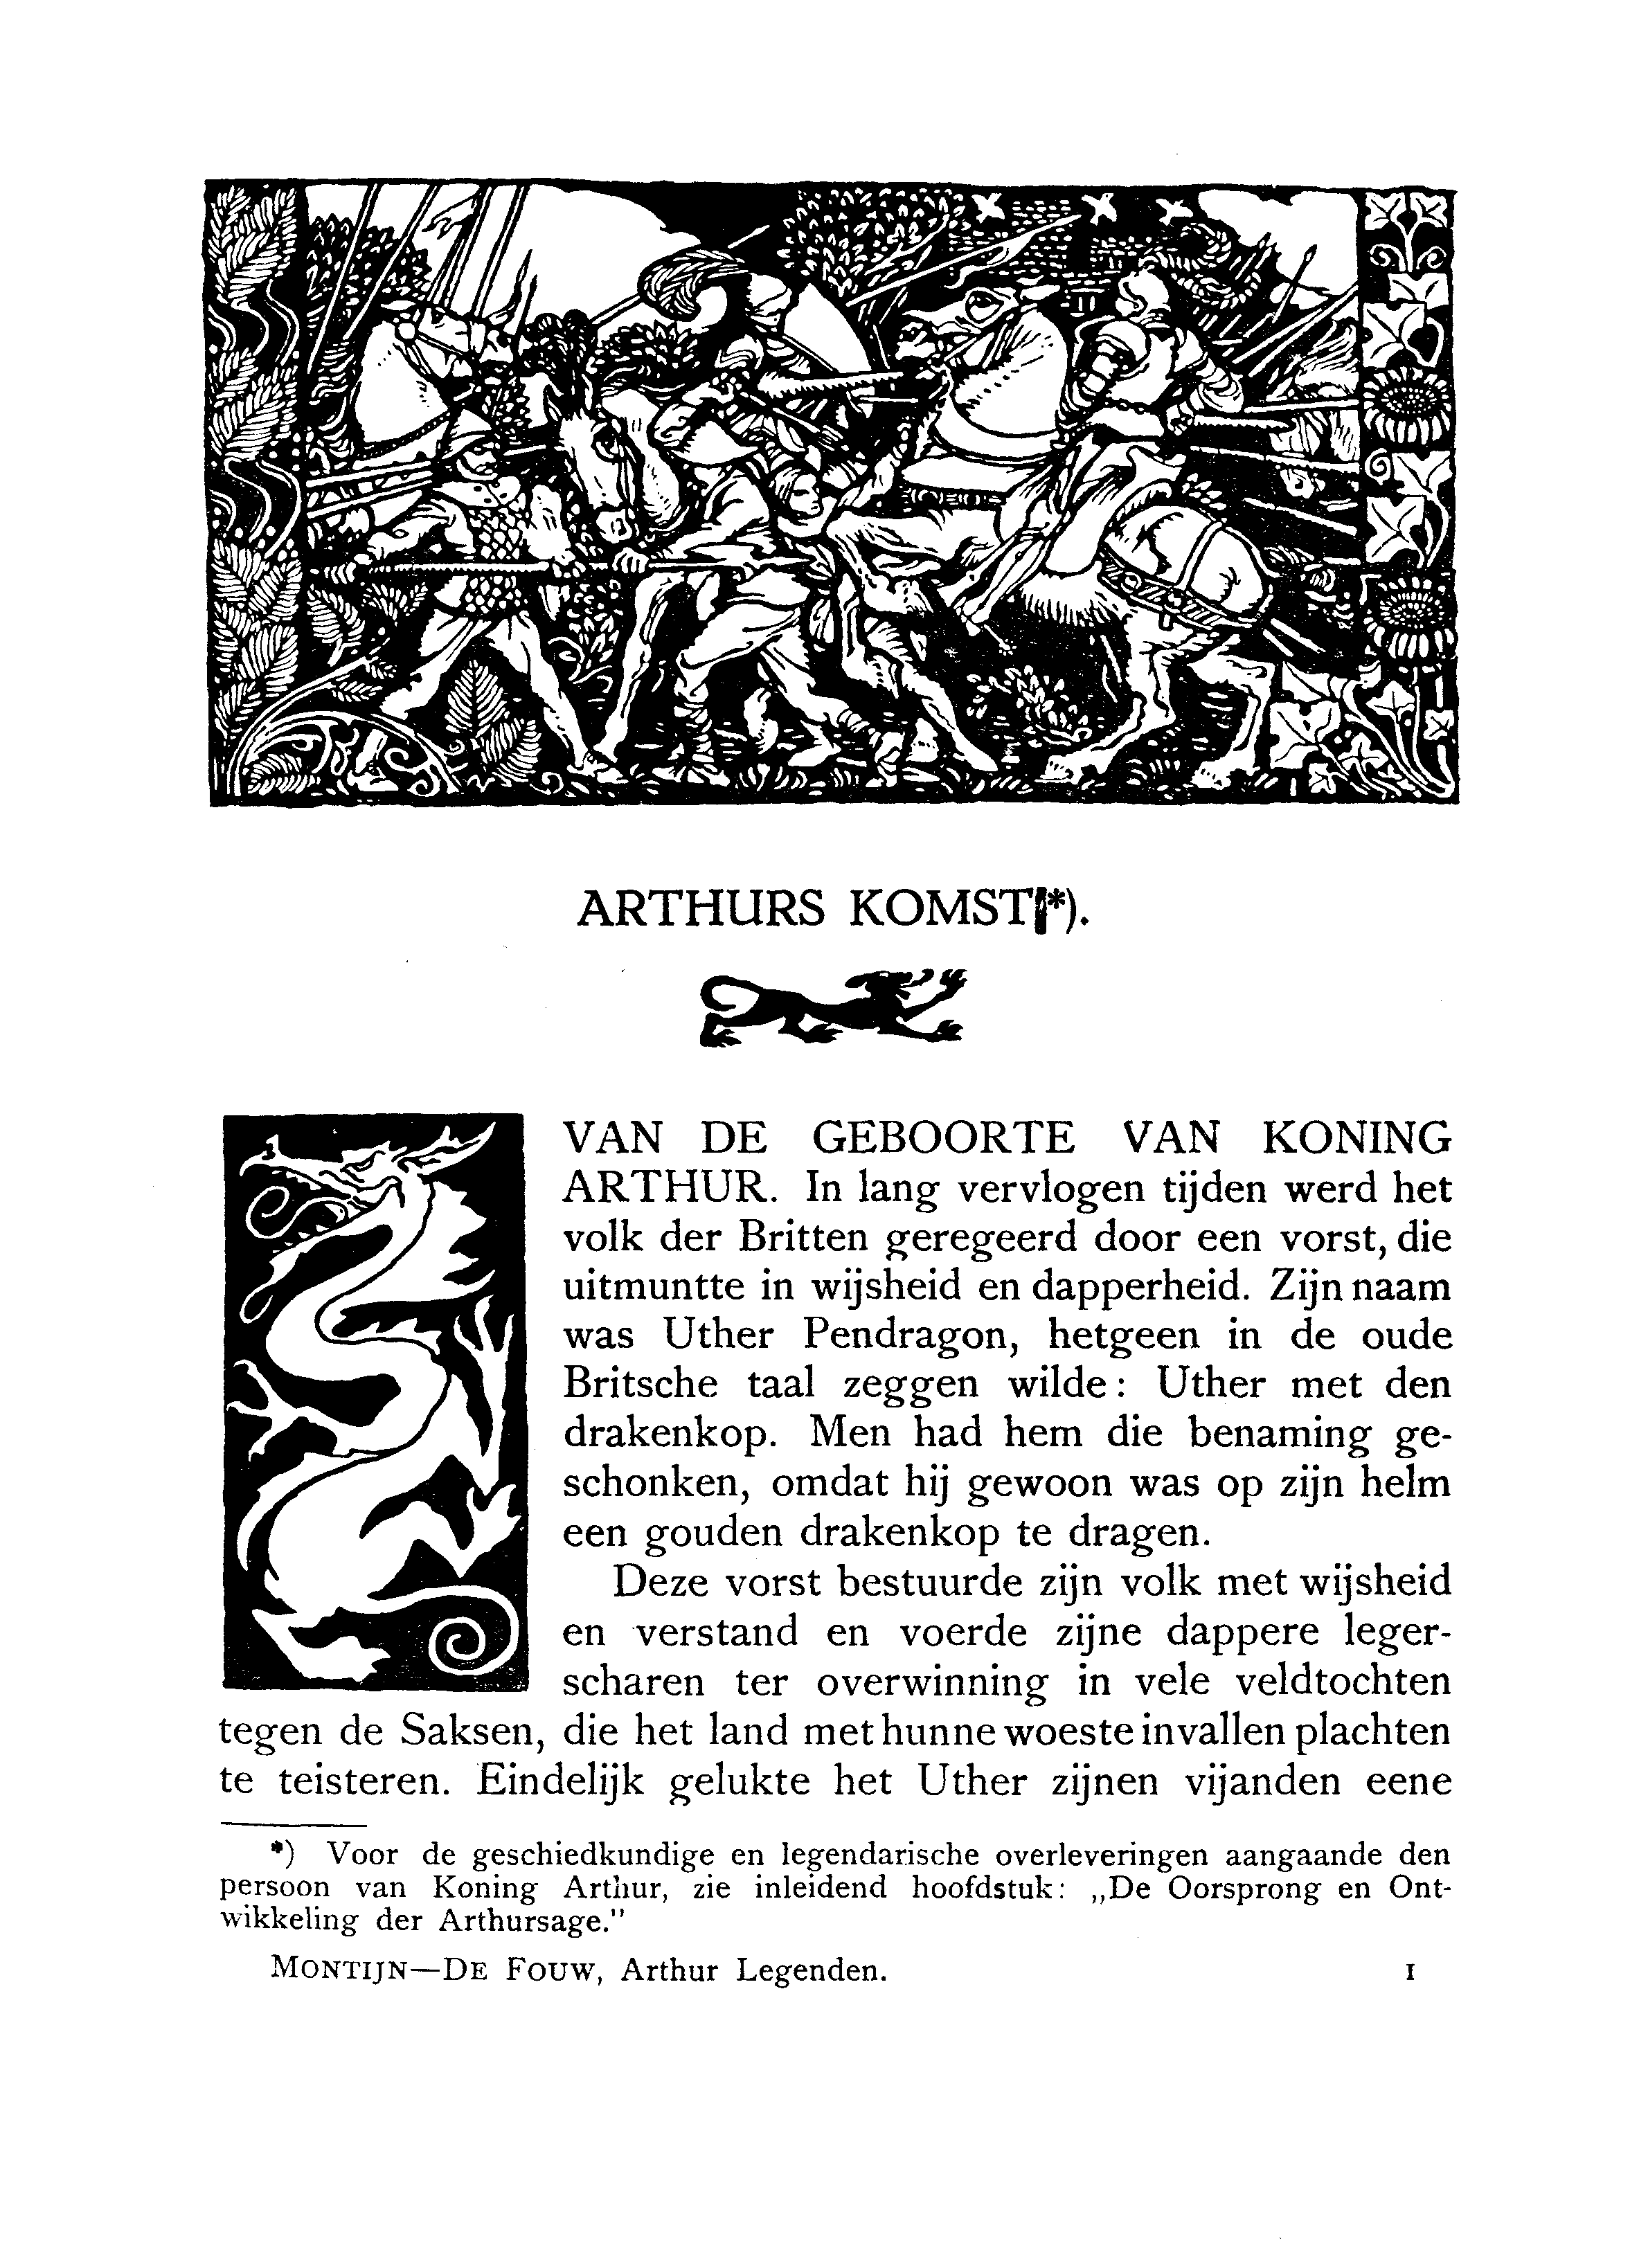 ARTHURS KOMST*).
VAN DE GEBOORTE VAN KONING
ARTHUR. In lang vervlogen tijden werd het
volk der Britten geregeerd door een vorst, die
uitmuntte in wijsheid en dapperheid. Zijn naam
was Uther Pendragon, hetgeen in de oude
Britsche taal zeggen wilde: Uther met den
drakenkop. Men had hem die benaming ge-
schonken, omdat hij gewoon was op zijn helm
een gouden drakenkop te dragen.
Deze vorst bestuurde zijn volk met wijsheid
en verstand en voerde zijne dappere leger-
scharen ter overwinning in vele veldtochten
tegen de Saksen, die het land met hunne woeste invallen plachten
te teisteren. Eindelijk gelukte het Uther zijnen vijanden eene
*) Voor de geschiedkundige en legendarische overleveringen aangaande den
persoon van Koning Arthur, zie inleidend hoofdstuk: „De Oorsprong en Ont-
wikkeling der Arthursage."
MONTIJN—DE FOUW, Arthur Legenden. 1